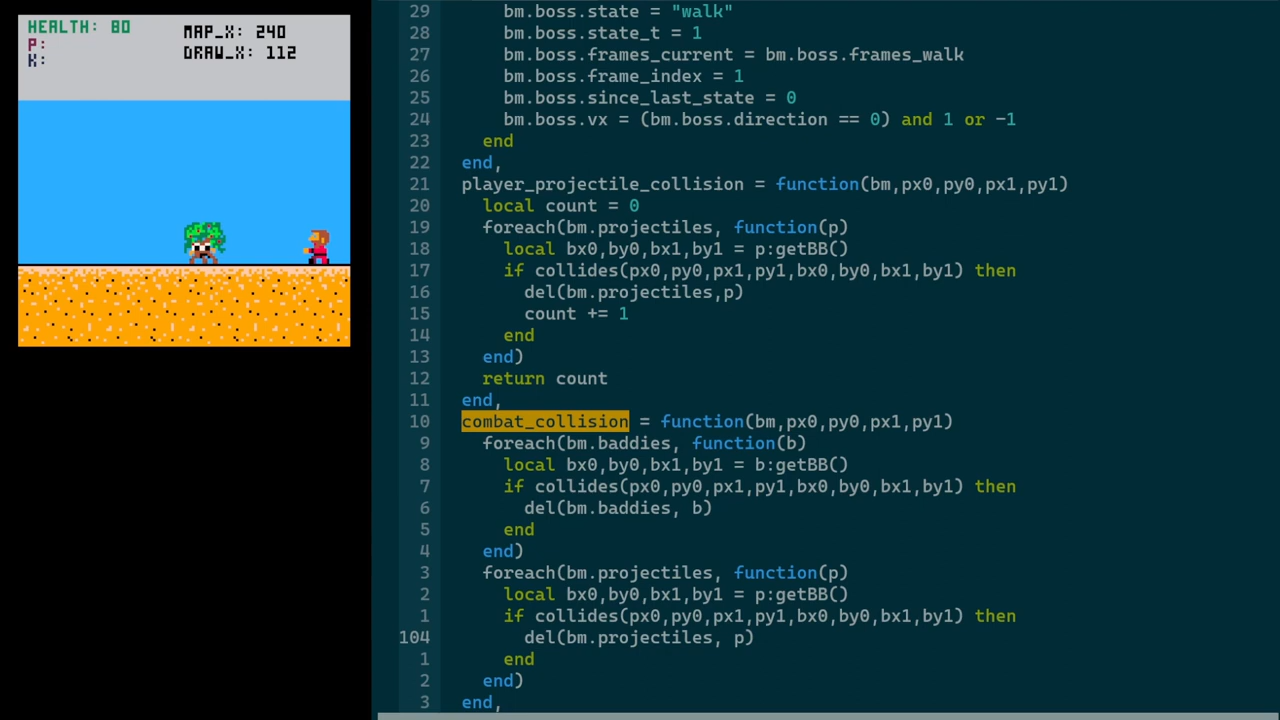 HEALTH: 80
P:
K:
MAP_X: 240
DRAW_X: 112
29 bm.boss.state = "walk"
28 bm.boss.state_t = 1
27 bm.boss.frames_current = bm.boss.frames_walk
26 bm.boss.frame_index = 1
25 bm.boss.since_last_state = 0
24 bm.boss.vx = (bm.boss.direction == 0) and 1 or -1
23 end
22 end,
21 player_projectile_collision = function(bm,px0,py0,px1,py1)
20 local count = 0
19 foreach(bm.projectiles, function(p)
18 local bx0,by0,bx1,by1 = p:getBB()
17 if collides(px0,py0,px1,py1,bx0,by0,bx1,by1) then
16 del(bm.projectiles,p)
15 count += 1
14 end
13 end)
12 return count
11 end,
10 combat_collision = function(bm,px0,py0,px1,py1)
9 foreach(bm.baddies, function(b)
8 local bx0,by0,bx1,by1 = b:getBB()
7 if collides(px0,py0,px1,py1,bx0,by0,bx1,by1) then
6 del(bm.baddies, b)
5 end
4 end)
3 foreach(bm.projectiles, function(p)
2 local bx0,by0,bx1,by1 = p:getBB()
1 if collides(px0,py0,px1,py1,bx0,by0,bx1,by1) then
104 del(bm.projectiles, p)
1 end
2 end)
3 end,